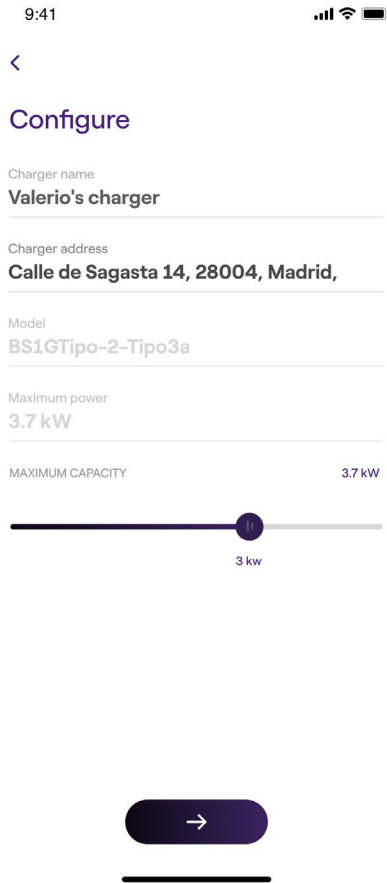 9:41
Configure
Charger name
Valerio's charger
Charger address
Calle de Sagasta 14, 28004, Madrid,
Model
BS1GTipo-2-Tipo3a
Maximum power
3.7 kW
MAXIMUM CAPACITY 3.7 kW
3 kw